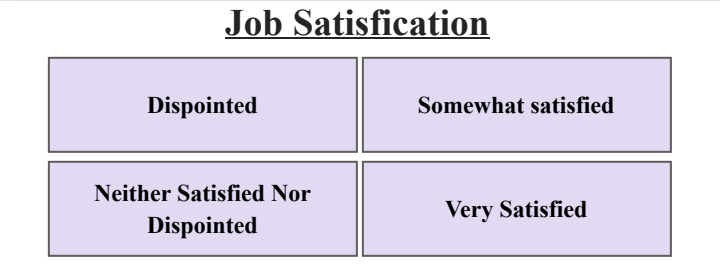 Job Satisfication
Dispointed
Somewhat satisfied
Neither Satisfied Nor
Dispointed
Very Satisfied